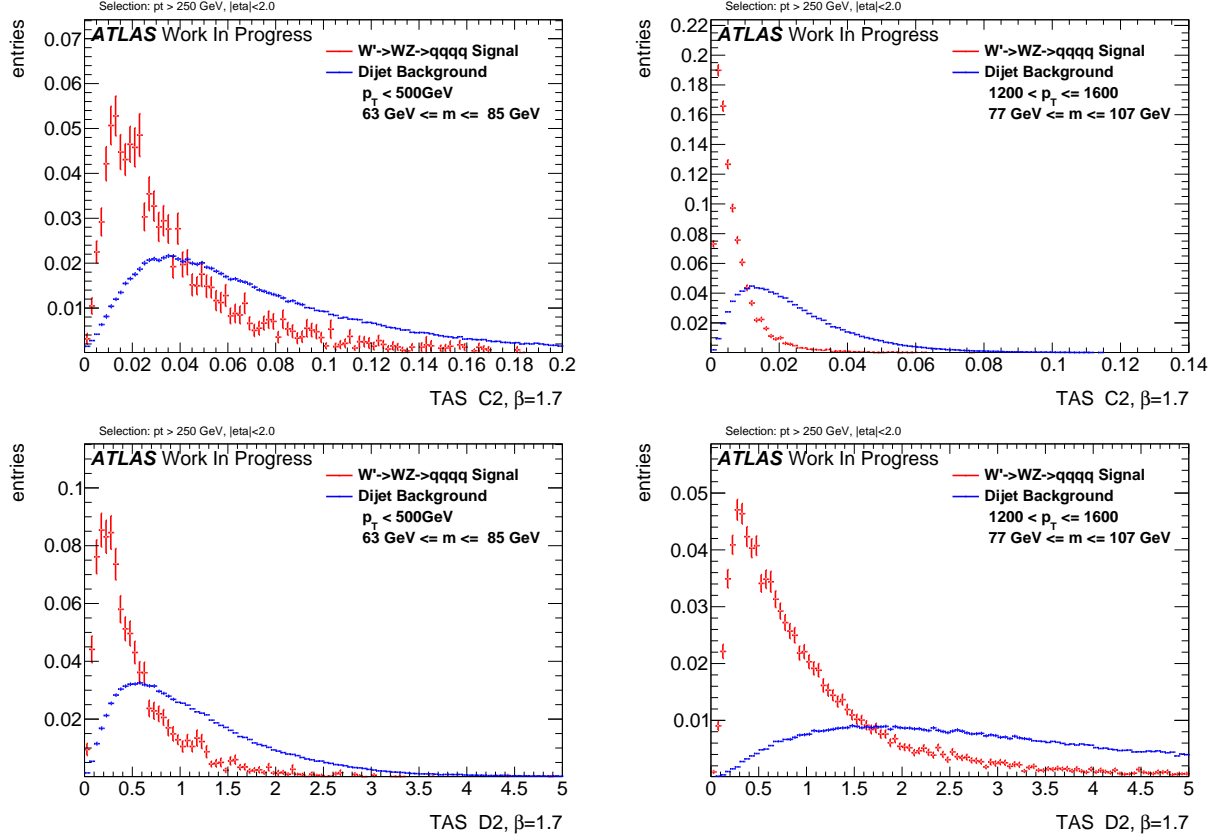 Selection: pt > 250 GeV, |eta|<2.0
entries
ATLAS Work In Progress
W'->WZ->qqqq Signal
Dijet Background
p_T < 500GeV
63 GeV <= m <= 85 GeV
0.07
0.06
0.05
0.04
0.03
0.02
0.01
0 0.02 0.04 0.06 0.08 0.1 0.12 0.14 0.16 0.18 0.2
TAS C2, β=1.7
Selection: pt > 250 GeV, |eta|<2.0
entries
ATLAS Work In Progress
W'->WZ->qqqq Signal
Dijet Background
1200 < p_T <= 1600
77 GeV <= m <= 107 GeV
0.22
0.20
0.18
0.16
0.14
0.12
0.10
0.08
0.06
0.04
0.02
0 0.02 0.04 0.06 0.08 0.1 0.12 0.14
TAS C2, β=1.7
Selection: pt > 250 GeV, |eta|<2.0
entries
ATLAS Work In Progress
W'->WZ->qqqq Signal
Dijet Background
p_T < 500GeV
63 GeV <= m <= 85 GeV
0.1
0.08
0.06
0.04
0.02
0 0.5 1 1.5 2 2.5 3 3.5 4 4.5 5
TAS D2, β=1.7
Selection: pt > 250 GeV, |eta|<2.0
entries
ATLAS Work In Progress
W'->WZ->qqqq Signal
Dijet Background
1200 < p_T <= 1600
77 GeV <= m <= 107 GeV
0.05
0.04
0.03
0.02
0.01
0 0.5 1 1.5 2 2.5 3 3.5 4 4.5 5
TAS D2, β=1.7